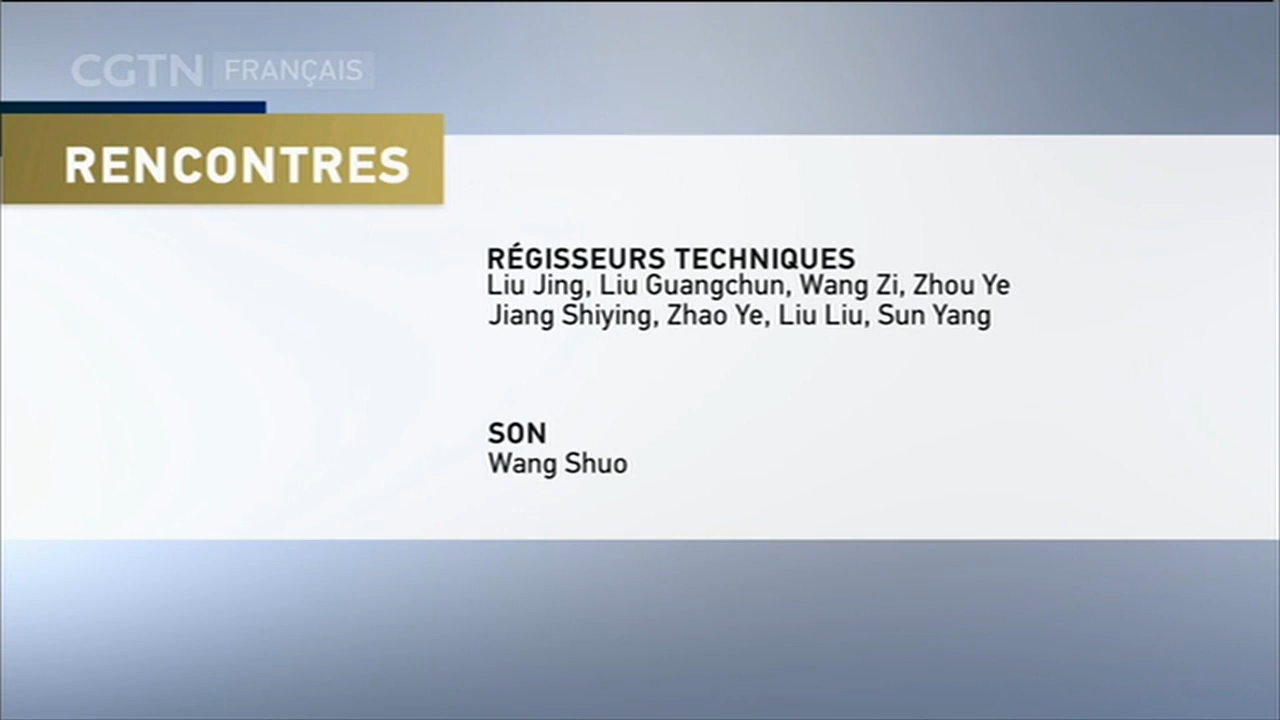 CGTN FRANÇAIS
RENCONTRES
RÉGISSEURS TECHNIQUES
Liu Jing, Liu Guangchun, Wang Zi, Zhou Ye
Jiang Shiying, Zhao Ye, Liu Liu, Sun Yang
SON
Wang Shuo